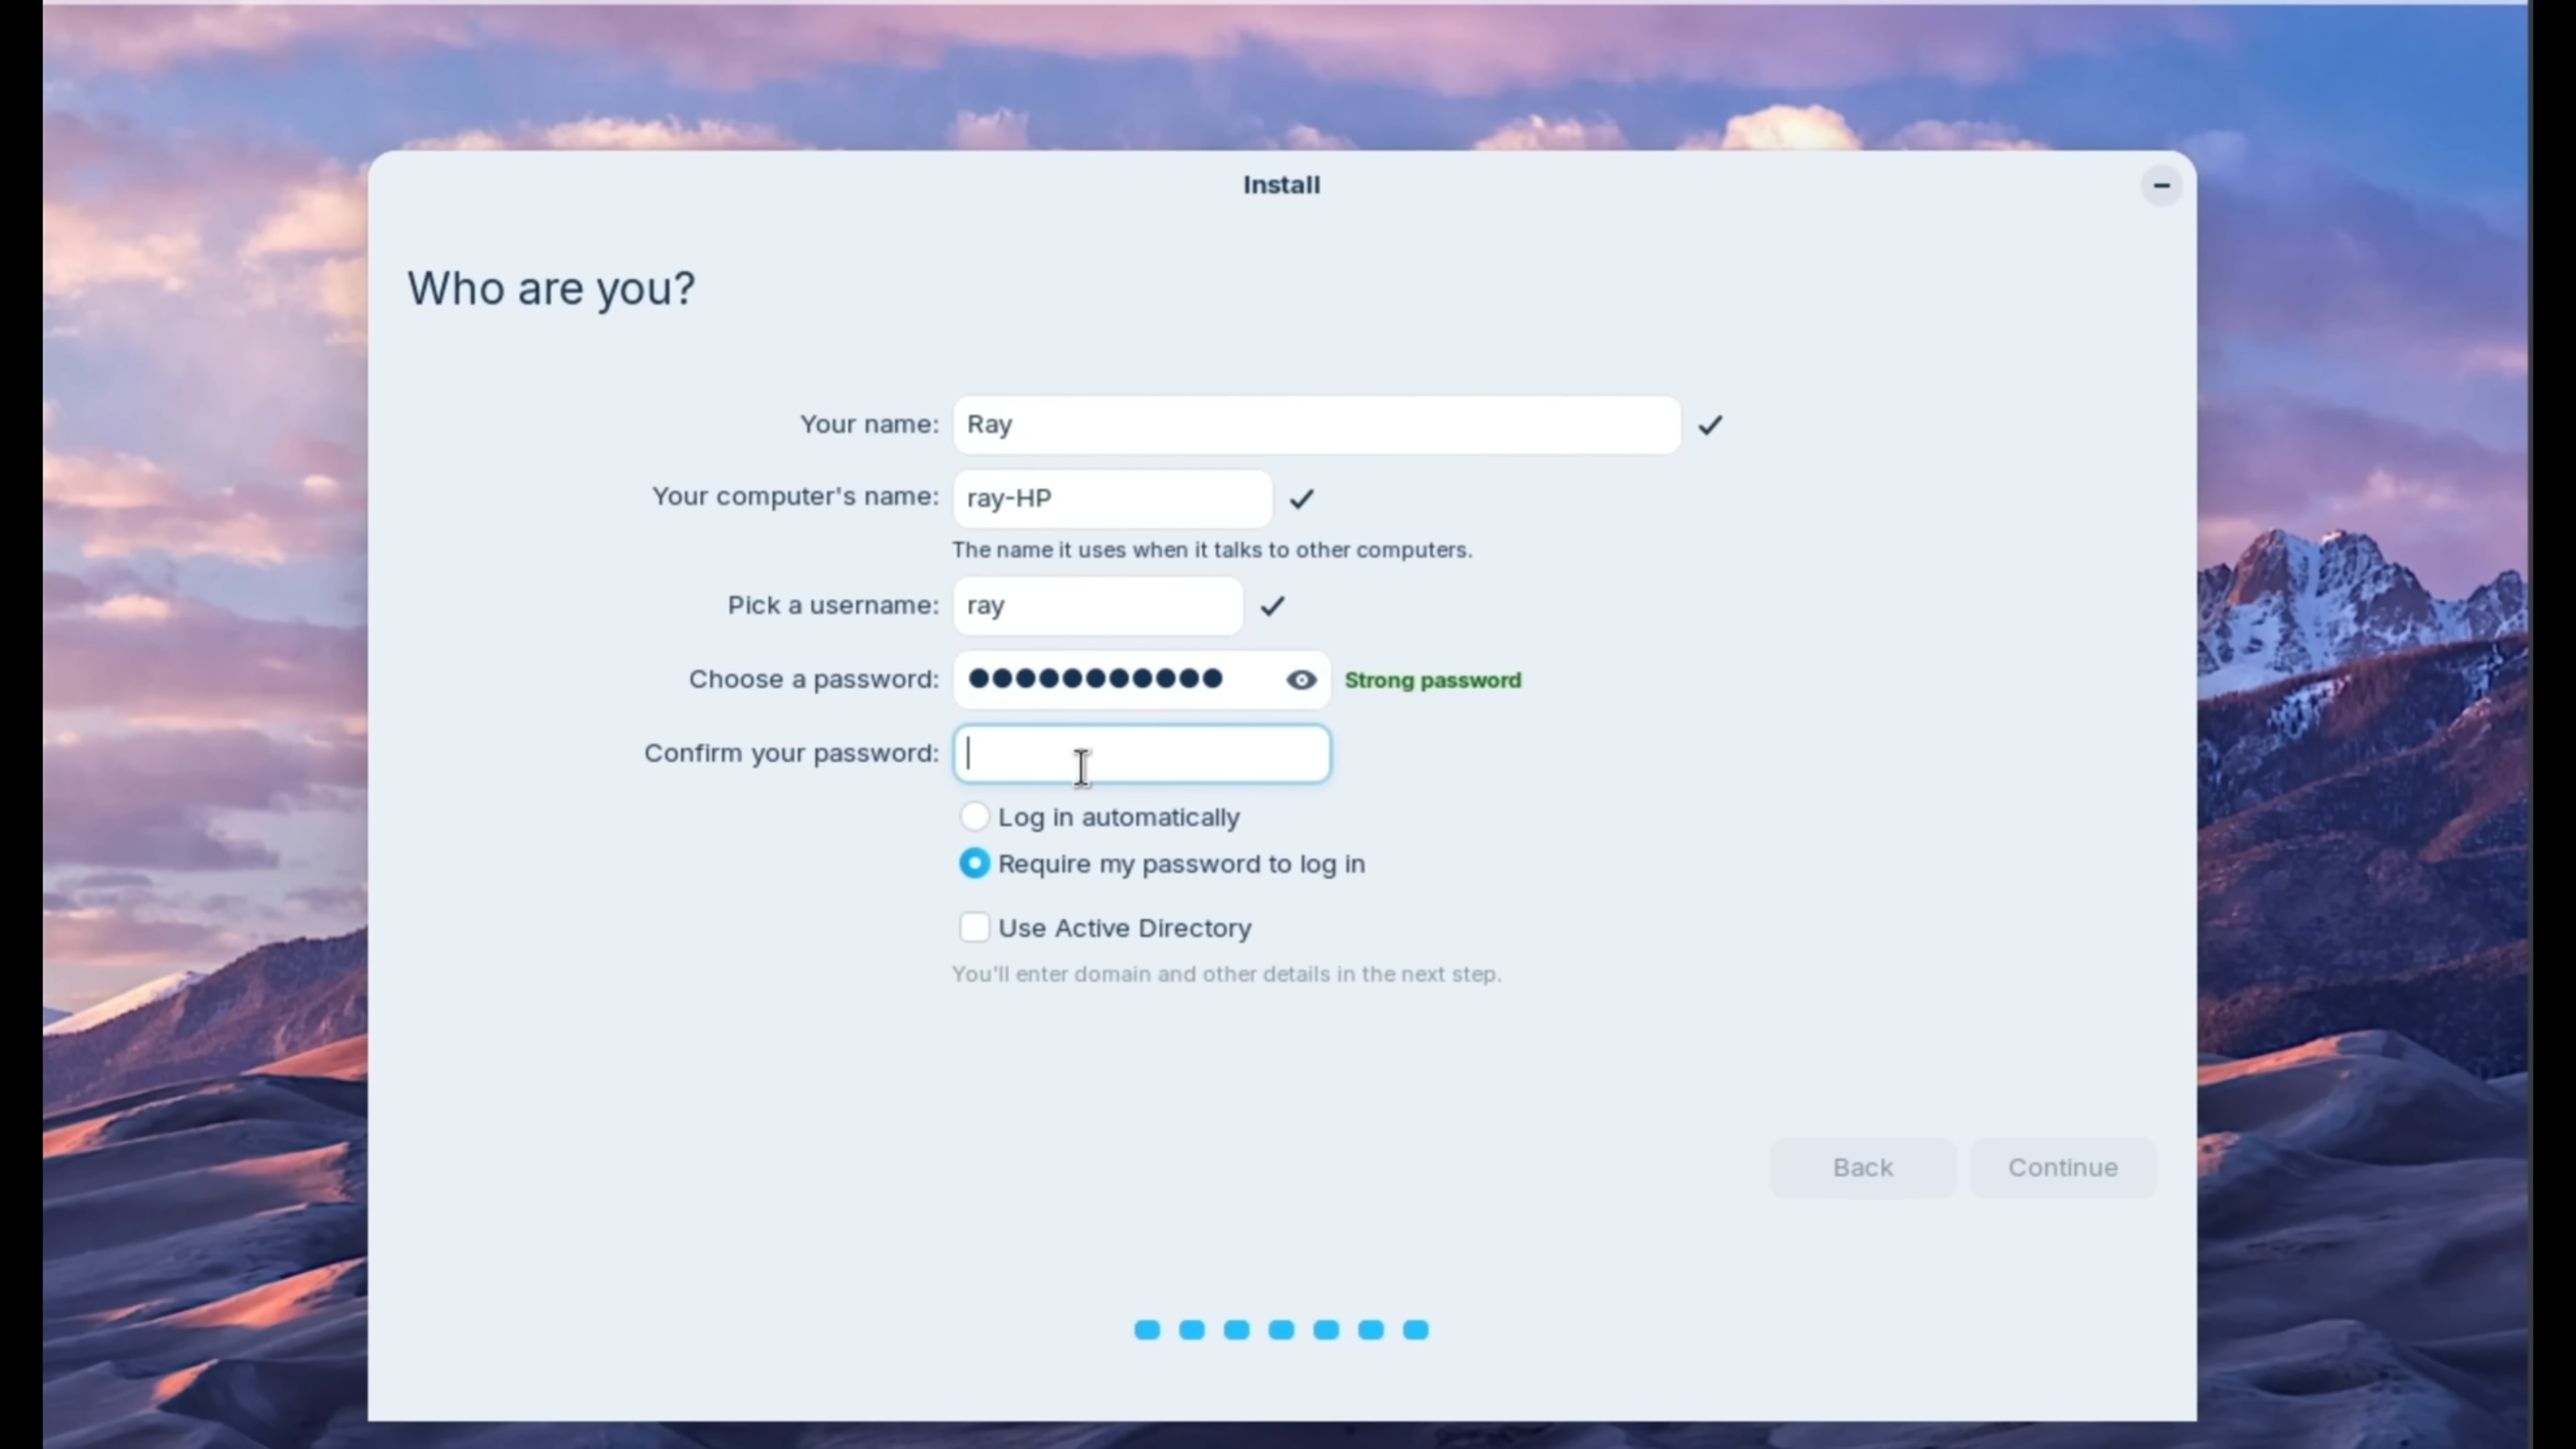 Install
Who are you?
Your name: Ray
Your computer's name: ray-HP
The name it uses when it talks to other computers.
Pick a username: ray
Choose a password: ●●●●●●●●●●● Strong password
Confirm your password:
Log in automatically
Require my password to log in
Use Active Directory
You'll enter domain and other details in the next step.
Back Continue